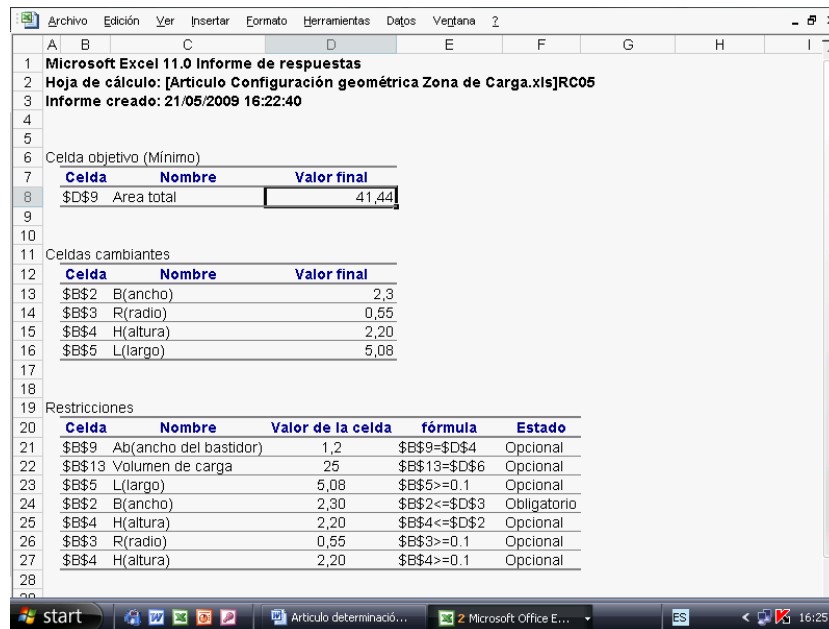 Archivo Edición Ver Insertar Formato Herramientas Datos Ventana ?
A B C D E F G H I
1 Microsoft Excel 11.0 Informe de respuestas
2 Hoja de cálculo: [Articulo Configuración geométrica Zona de Carga.xls]RC05
3 Informe creado: 21/05/2009 16:22:40
4
5
6 Celda objetivo (Mínimo)
7 Celda Nombre Valor final
8 $D$9 Area total 41,44
9
10
11 Celdas cambiantes
12 Celda Nombre Valor final
13 $B$2 B(ancho) 2,3
14 $B$3 R(radio) 0,55
15 $B$4 H(altura) 2,20
16 $B$5 L(largo) 5,08
17
18
19 Restricciones
20 Celda Nombre Valor de la celda fórmula Estado
21 $B$9 Ab(ancho del bastidor) 1,2 $B$9=$D$4 Opcional
22 $B$13 Volumen de carga 25 $B$13=$D$6 Opcional
23 $B$5 L(largo) 5,08 $B$5>=0.1 Opcional
24 $B$2 B(ancho) 2,30 $B$2<=$D$3 Obligatorio
25 $B$4 H(altura) 2,20 $B$4<=$D$2 Opcional
26 $B$3 R(radio) 0,55 $B$3>=0.1 Opcional
27 $B$4 H(altura) 2,20 $B$4>=0.1 Opcional
28
start Articulo determinació... 2 Microsoft Office E... ES 16:25